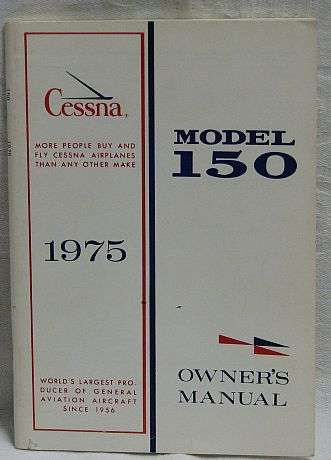 Cessna
MORE PEOPLE BUY AND
FLY CESSNA AIRPLANES
THAN ANY OTHER MAKE
1975
WORLD'S LARGEST PRO-
DUCER OF GENERAL
AVIATION AIRCRAFT
SINCE 1956
MODEL
150
OWNER'S
MANUAL